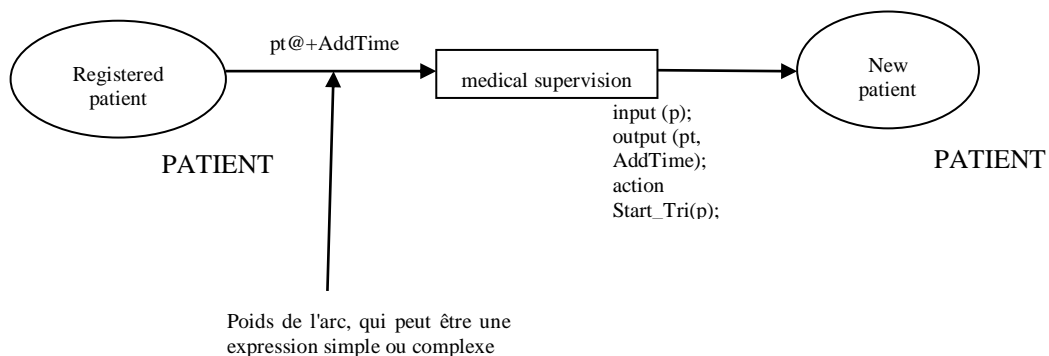 pt@+AddTime
Registered
patient
medical supervision
New
patient
input (p);
output (pt,
AddTime);
action
Start_Tri(p);
PATIENT
PATIENT
Poids de l'arc, qui peut être une
expression simple ou complexe